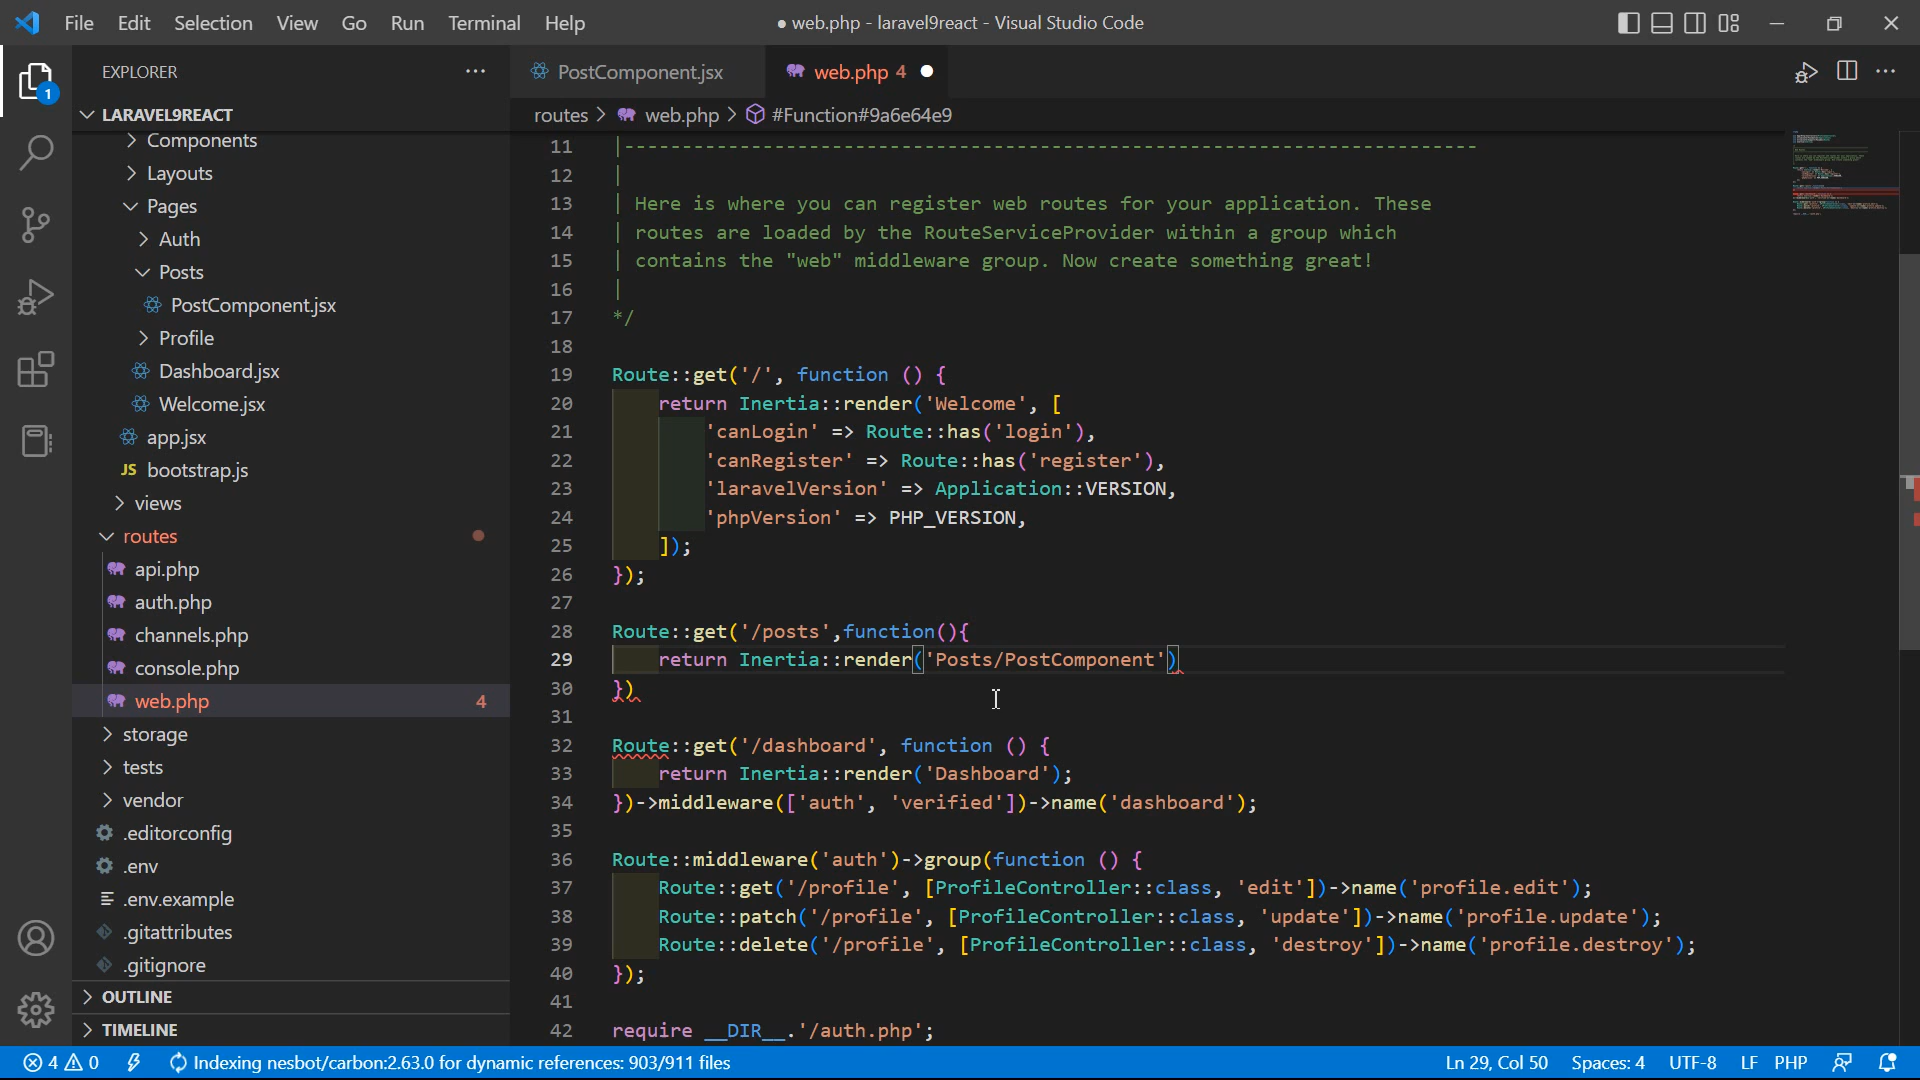 File Edit Selection View Go Run Terminal Help
● web.php - laravel9react - Visual Studio Code
EXPLORER
PostComponent.jsx
web.php 4
LARAVEL9REACT
routes > web.php > #Function#9a6e64e9
Components
Layouts
Pages
Auth
Posts
PostComponent.jsx
Profile
Dashboard.jsx
Welcome.jsx
app.jsx
JS bootstrap.js
views
routes
api.php
auth.php
channels.php
console.php
web.php 4
storage
tests
vendor
.editorconfig
.env
.env.example
.gitattributes
.gitignore
OUTLINE
TIMELINE
1
11 |--------------------------------------------------------------------------
12 |
13 | Here is where you can register web routes for your application. These
14 | routes are loaded by the RouteServiceProvider within a group which
15 | contains the "web" middleware group. Now create something great!
16 |
17 */
18
19 Route::get('/', function () {
20     return Inertia::render('Welcome', [
21         'canLogin' => Route::has('login'),
22         'canRegister' => Route::has('register'),
23         'laravelVersion' => Application::VERSION,
24         'phpVersion' => PHP_VERSION,
25     ]);
26 });
27
28 Route::get('/posts',function(){
29     return Inertia::render('Posts/PostComponent')
30 })
31
32 Route::get('/dashboard', function () {
33     return Inertia::render('Dashboard');
34 })->middleware(['auth', 'verified'])->name('dashboard');
35
36 Route::middleware('auth')->group(function () {
37     Route::get('/profile', [ProfileController::class, 'edit'])->name('profile.edit');
38     Route::patch('/profile', [ProfileController::class, 'update'])->name('profile.update');
39     Route::delete('/profile', [ProfileController::class, 'destroy'])->name('profile.destroy');
40 });
41
42 require __DIR__.'/auth.php';
4 0 Indexing nesbot/carbon:2.63.0 for dynamic references: 903/911 files
Ln 29, Col 50 Spaces: 4 UTF-8 LF PHP